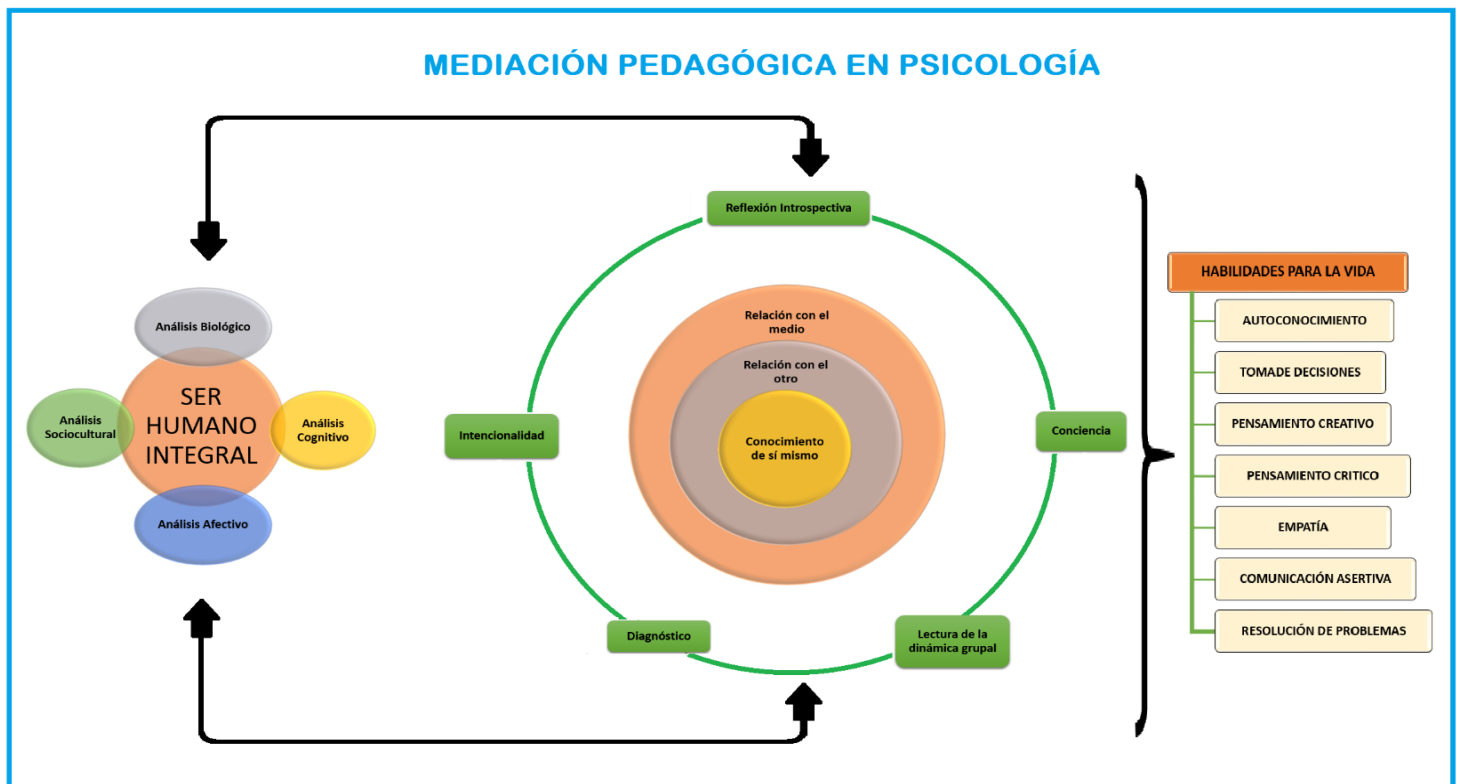 MEDIACIÓN PEDAGÓGICA EN PSICOLOGÍA
Análisis Biológico
SER
HUMANO
INTEGRAL
Análisis
Sociocultural
Análisis
Cognitivo
Análisis Afectivo
Reflexión Introspectiva
Intencionalidad
Conciencia
Diagnóstico
Lectura de la
dinámica grupal
Relación con el
medio
Relación con el
otro
Conocimiento
de sí mismo
HABILIDADES PARA LA VIDA
AUTOCONOCIMIENTO
TOMADE DECISIONES
PENSAMIENTO CREATIVO
PENSAMIENTO CRITICO
EMPATÍA
COMUNICACIÓN ASERTIVA
RESOLUCIÓN DE PROBLEMAS